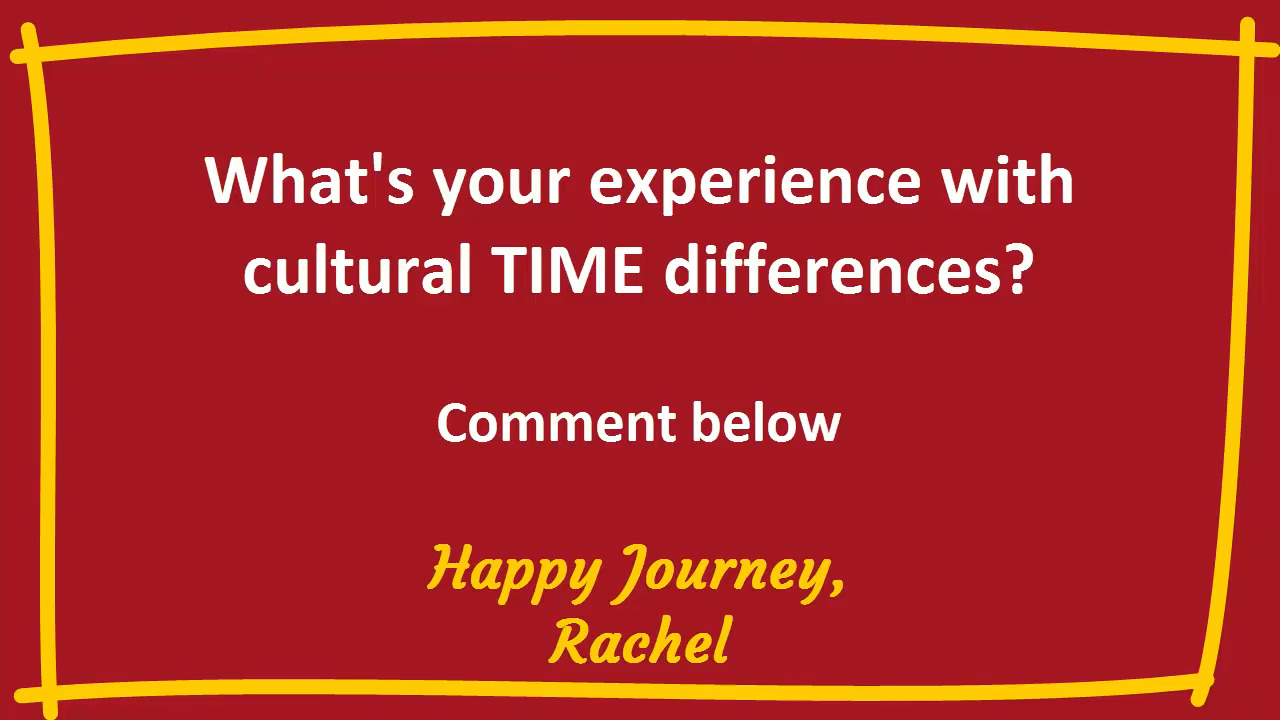 What's your experience with
cultural TIME differences?
Comment below
Happy Journey,
Rachel